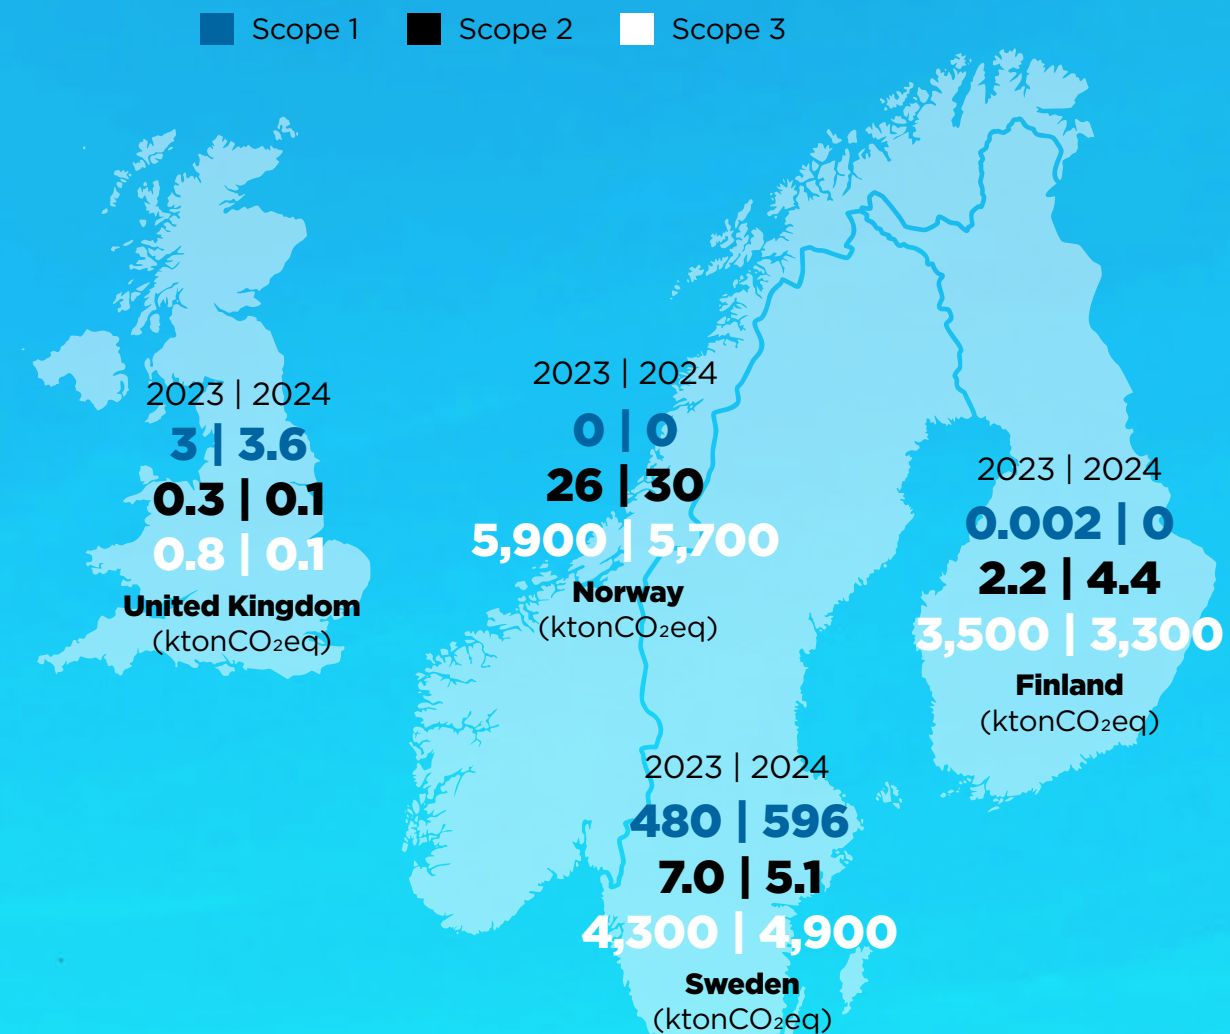 Scope 1 Scope 2 Scope 3
2023 | 2024
3 | 3.6
0.3 | 0.1
0.8 | 0.1
United Kingdom
(ktonCO₂eq)
2023 | 2024
0 | 0
26 | 30
5,900 | 5,700
Norway
(ktonCO₂eq)
2023 | 2024
0.002 | 0
2.2 | 4.4
3,500 | 3,300
Finland
(ktonCO₂eq)
2023 | 2024
480 | 596
7.0 | 5.1
4,300 | 4,900
Sweden
(ktonCO₂eq)